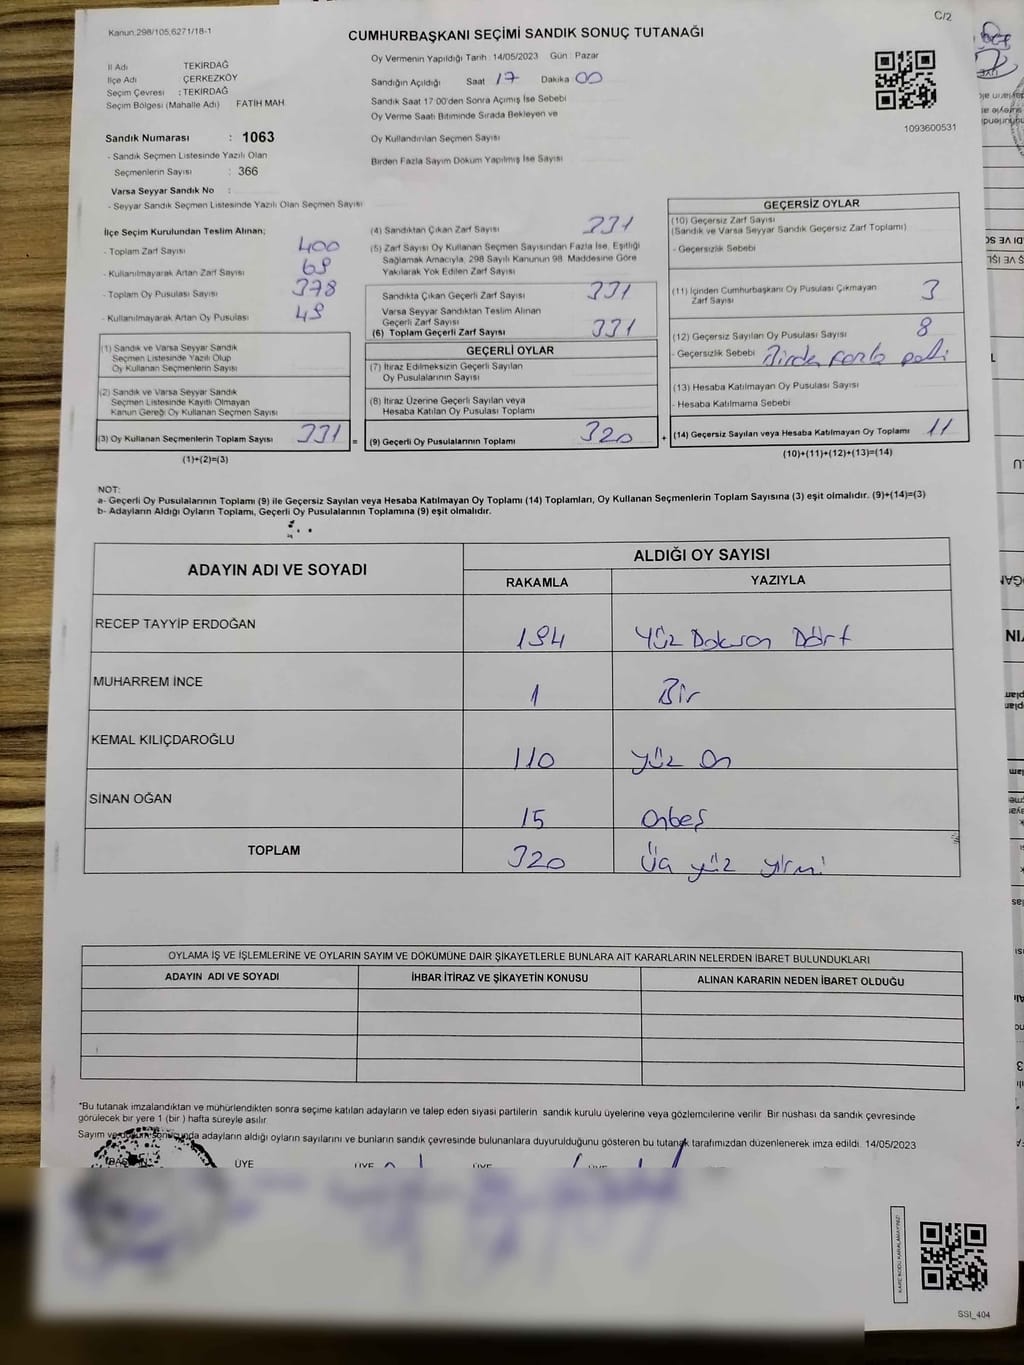 Kanun:298/105,6271/18-1
C/2
CUMHURBAŞKANI SEÇİMİ SANDIK SONUÇ TUTANAĞI
İl Adı TEKİRDAĞ
İlçe Adı ÇERKEZKÖY
Seçim Çevresi : TEKİRDAĞ
Seçim Bölgesi (Mahalle Adı) FATİH MAH
Oy Vermenin Yapıldığı Tarih 14/05/2023 Gün : Pazar
Sandığın Açıldığı Saat 17 Dakika 00
Sandık Saat 17:00'den Sonra Açımış İse Sebebi
Oy Verme Saati Bitiminde Sırada Bekleyen ve
Oy Kullandırılan Seçmen Sayısı
Birden Fazla Sayım Döküm Yapılmış İse Sayısı
1093600531
Sandık Numarası : 1063
- Sandık Seçmen Listesinde Yazılı Olan
Seçmenlerin Sayısı : 366
Varsa Seyyar Sandık No :
- Seyyar Sandık Seçmen Listesinde Yazılı Olan Seçmen Sayısı
İlçe Seçim Kurulundan Teslim Alınan;
- Toplam Zarf Sayısı 400
- Kullanılmayarak Artan Zarf Sayısı 69
- Toplam Oy Pusulası Sayısı 378
- Kullanılmayarak Artan Oy Pusulası 49
(1) Sandık ve Varsa Seyyar Sandık
Seçmen Listesinde Yazılı Olup
Oy Kullanan Seçmenlerin Sayısı
(2) Sandık ve Varsa Seyyar Sandık
Seçmen Listesinde Kayıtlı Olmayan
Kanun Gereği Oy Kullanan Seçmen Sayısı
(3) Oy Kullanan Seçmenlerin Toplam Sayısı 331
(1)+(2)=(3)
=
(4) Sandıktan Çıkan Zarf Sayısı 331
(5) Zarf Sayısı Oy Kullanan Seçmen Sayısından Fazla İse, Eşitliği
Sağlamak Amacıyla, 298 Sayılı Kanunun 98. Maddesine Göre
Yakılarak Yok Edilen Zarf Sayısı
Sandıkta Çıkan Geçerli Zarf Sayısı 331
Varsa Seyyar Sandıktan Teslim Alınan
Geçerli Zarf Sayısı
(6) Toplam Geçerli Zarf Sayısı 331
GEÇERLİ OYLAR
(7) İtiraz Edilmeksizin Geçerli Sayılan
Oy Pusulalarının Sayısı
(8) İtiraz Üzerine Geçerli Sayılan veya
Hesaba Katılan Oy Pusulası Toplamı
(9) Geçerli Oy Pusulalarının Toplamı 320
+
GEÇERSİZ OYLAR
(10) Geçersiz Zarf Sayısı
(Sandık ve Varsa Seyyar Sandık Geçersiz Zarf Toplamı)
- Geçersizlik Sebebi
(11) İçinden Cumhurbaşkanı Oy Pusulası Çıkmayan 3
Zarf Sayısı
(12) Geçersiz Sayılan Oy Pusulası Sayısı 8
- Geçersizlik Sebebi Birden fazla
(13) Hesaba Katılmayan Oy Pusulası Sayısı
- Hesaba Katılmama Sebebi
(14) Geçersiz Sayılan veya Hesaba Katılmayan Oy Toplamı 11
(10)+(11)+(12)+(13)=(14)
NOT:
a- Geçerli Oy Pusulalarının Toplamı (9) ile Geçersiz Sayılan veya Hesaba Katılmayan Oy Toplamı (14) Toplamları, Oy Kullanan Seçmenlerin Toplam Sayısına (3) eşit olmalıdır. (9)+(14)=(3)
b- Adayların Aldığı Oyların Toplamı, Geçerli Oy Pusulalarının Toplamına (9) eşit olmalıdır.
ADAYIN ADI VE SOYADI
ALDIĞI OY SAYISI
RAKAMLA YAZIYLA
RECEP TAYYİP ERDOĞAN 194 Yüz Doksan Dört
MUHARREM İNCE 1 Bir
KEMAL KILIÇDAROĞLU 110 yüz On
SİNAN OĞAN 15 Onbeş
TOPLAM 320 Üç yüz yirmi
OYLAMA İŞ VE İŞLEMLERİNE VE OYLARIN SAYIM VE DÖKÜMÜNE DAİR ŞİKAYETLERLE BUNLARA AİT KARARLARIN NELERDEN İBARET BULUNDUKLARI
ADAYIN ADI VE SOYADI İHBAR İTİRAZ VE ŞİKAYETİN KONUSU ALINAN KARARIN NEDEN İBARET OLDUĞU
*Bu tutanak imzalandıktan ve mühürlendikten sonra seçime katılan adayların ve talep eden siyasi partilerin sandık kurulu üyelerine veya gözlemcilerine verilir. Bir nüshası da sandık çevresinde
görülecek bir yere 1 (bir ) hafta süreyle asılır.
Sayım ve döküm sonucunda adayların aldığı oyların sayılarını ve bunların sandık çevresinde bulunanlara duyurulduğunu gösteren bu tutanak tarafımızdan düzenlenerek imza edildi. 14/05/2023
BAŞKAN ÜYE ÜYE ÜYE ÜYE
KARE KODU KARALAMAYINIZ!
SSI_404